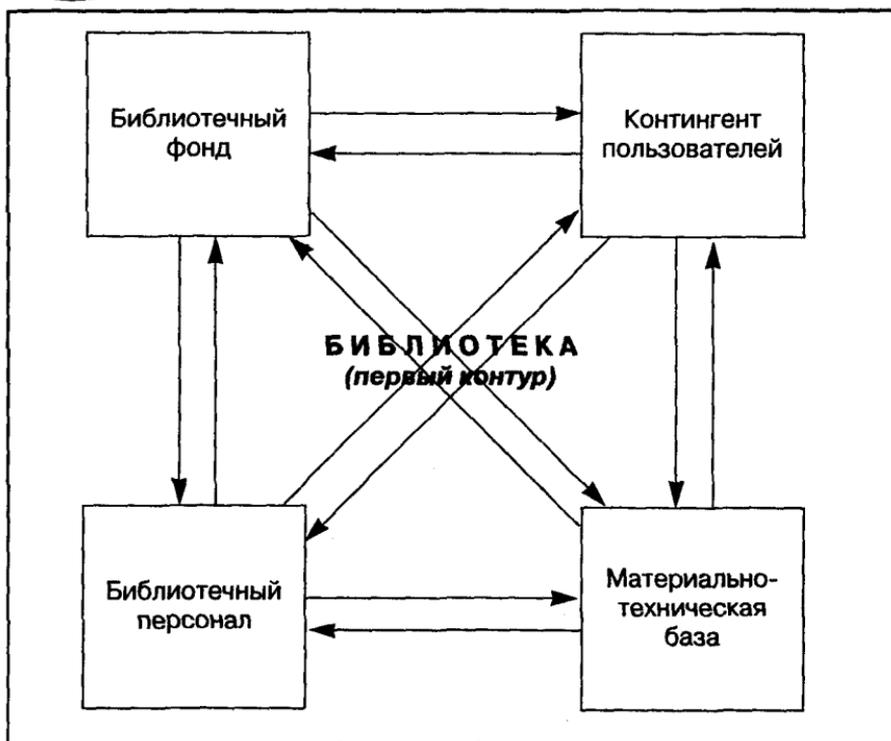 Библиотечный
фонд
Контингент
пользователей
БИБЛИОТЕКА
(первый контур)
Библиотечный
персонал
Материально-
техническая
база